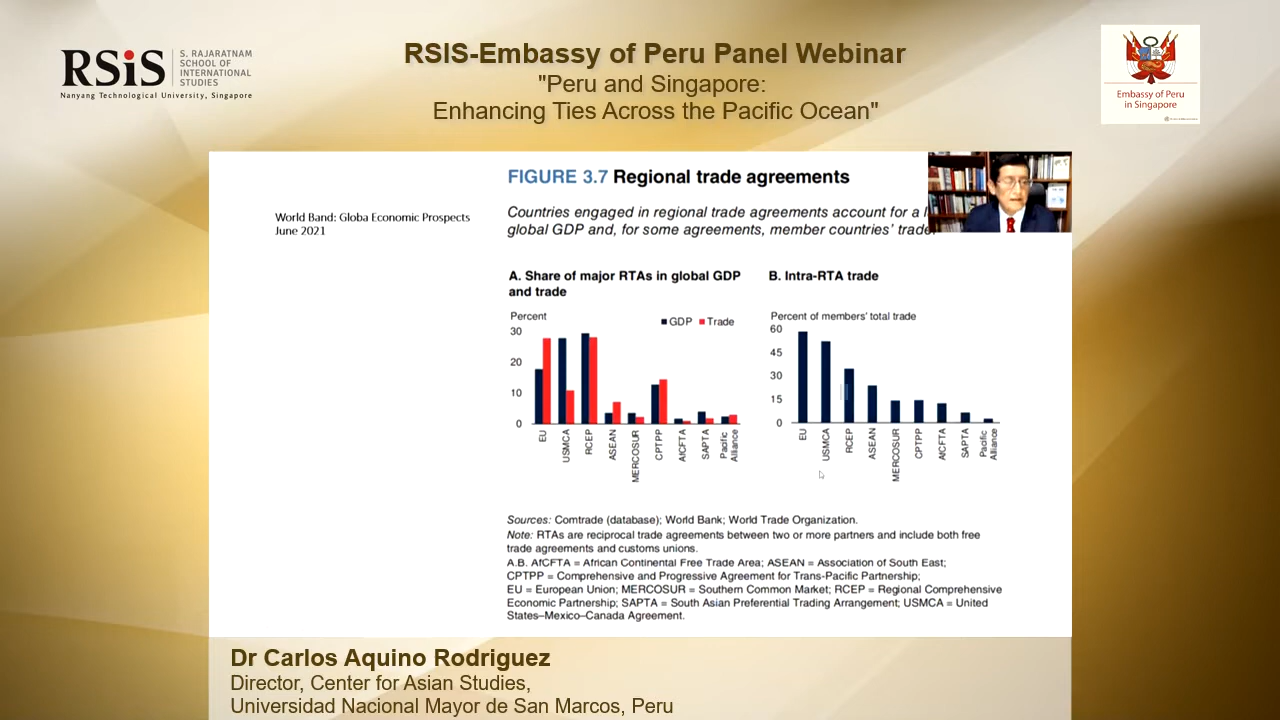 RSiS
S. RAJARATNAM
SCHOOL OF
INTERNATIONAL
STUDIES
Nanyang Technological University, Singapore
RSIS-Embassy of Peru Panel Webinar
"Peru and Singapore:
Enhancing Ties Across the Pacific Ocean"
Embassy of Peru
in Singapore
World Band: Globa Economic Prospects
June 2021
FIGURE 3.7 Regional trade agreements
Countries engaged in regional trade agreements account for a
global GDP and, for some agreements, member countries' trade
A. Share of major RTAs in global GDP
and trade
Percent
GDP Trade
30
20
10
0
EU
USMCA
RCEP
ASEAN
MERCOSUR
CPTPP
AfCFTA
SAPTA
Pacific
Alliance
B. Intra-RTA trade
Percent of members' total trade
60
45
30
15
0
EU
USMCA
RCEP
ASEAN
MERCOSUR
CPTPP
AfCFTA
SAPTA
Pacific
Alliance
Sources: Comtrade (database); World Bank; World Trade Organization.
Note: RTAs are reciprocal trade agreements between two or more partners and include both free
trade agreements and customs unions.
A.B. AfCFTA = African Continental Free Trade Area; ASEAN = Association of South East;
CPTPP = Comprehensive and Progressive Agreement for Trans-Pacific Partnership;
EU = European Union; MERCOSUR = Southern Common Market; RCEP = Regional Comprehensive
Economic Partnership; SAPTA = South Asian Preferential Trading Arrangement; USMCA = United
States–Mexico–Canada Agreement.
Dr Carlos Aquino Rodriguez
Director, Center for Asian Studies,
Universidad Nacional Mayor de San Marcos, Peru